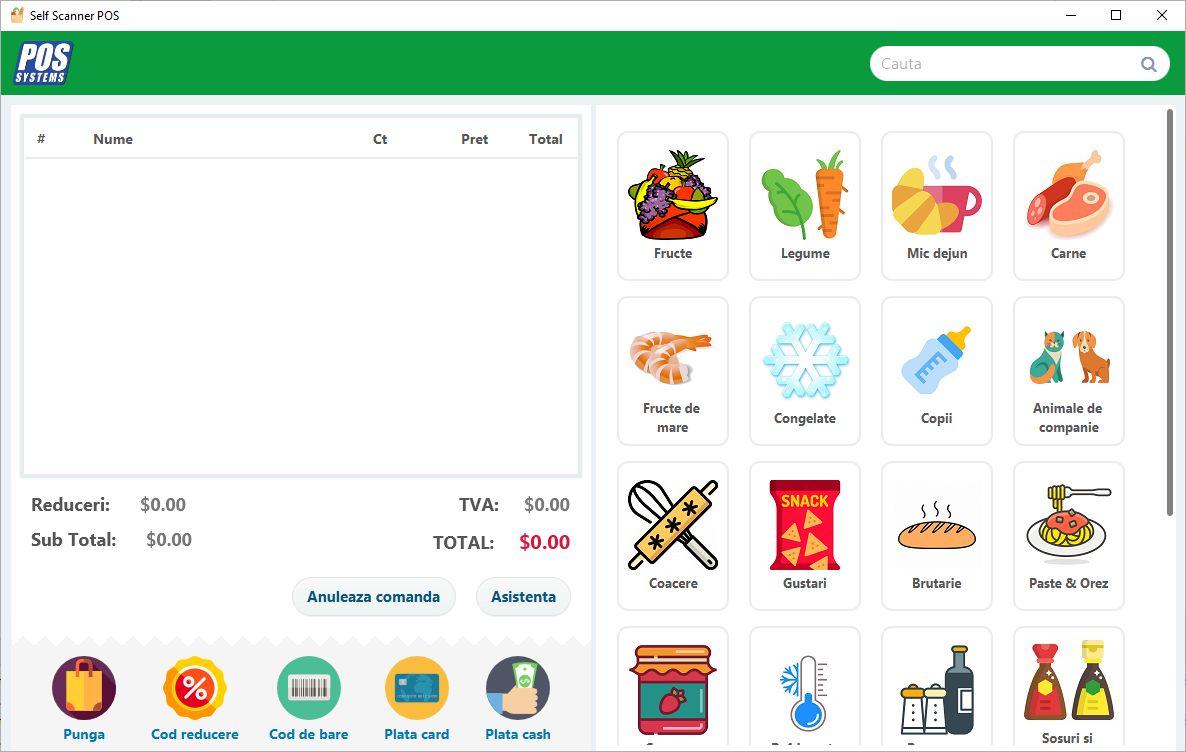 Self Scanner POS
POS
SYSTEMS
Cauta
# Nume Ct Pret Total
Reduceri: $0.00 TVA: $0.00
Sub Total: $0.00 TOTAL: $0.00
Anuleaza comanda Asistenta
Punga Cod reducere Cod de bare Plata card Plata cash
Fructe Legume Mic dejun Carne
Fructe de
mare
Congelate
Copii
Animale de
companie
Coacere
SNACK
Gustari
Brutarie
Paste & Orez
Sosuri si